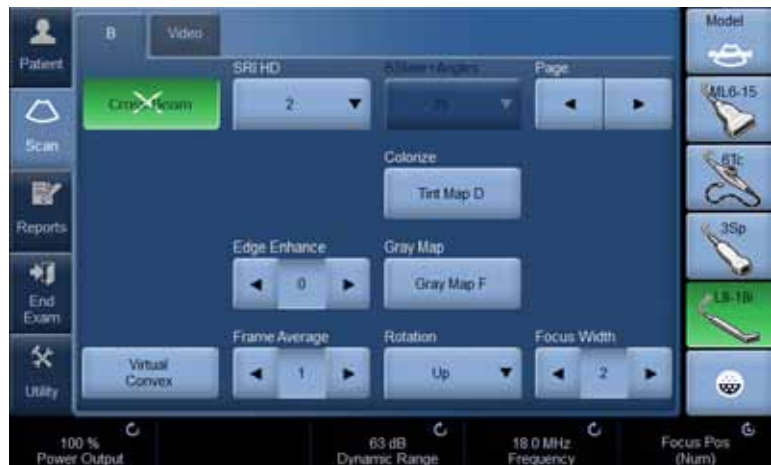 Patient
Scan
Reports
End
Exam
Utility
B
Video
CrossBeam
SRI HD
2
Page
Colorize
Tint Map D
Edge Enhance
0
Gray Map
Gray Map F
Virtual
Convex
Frame Average
1
Rotation
Up
Focus Width
2
Model
ML6-15
6Tc
3Sp
L8-18i
100 %
Power Output
63 dB
Dynamic Range
18.0 MHz
Frequency
Focus Pos
(Num)